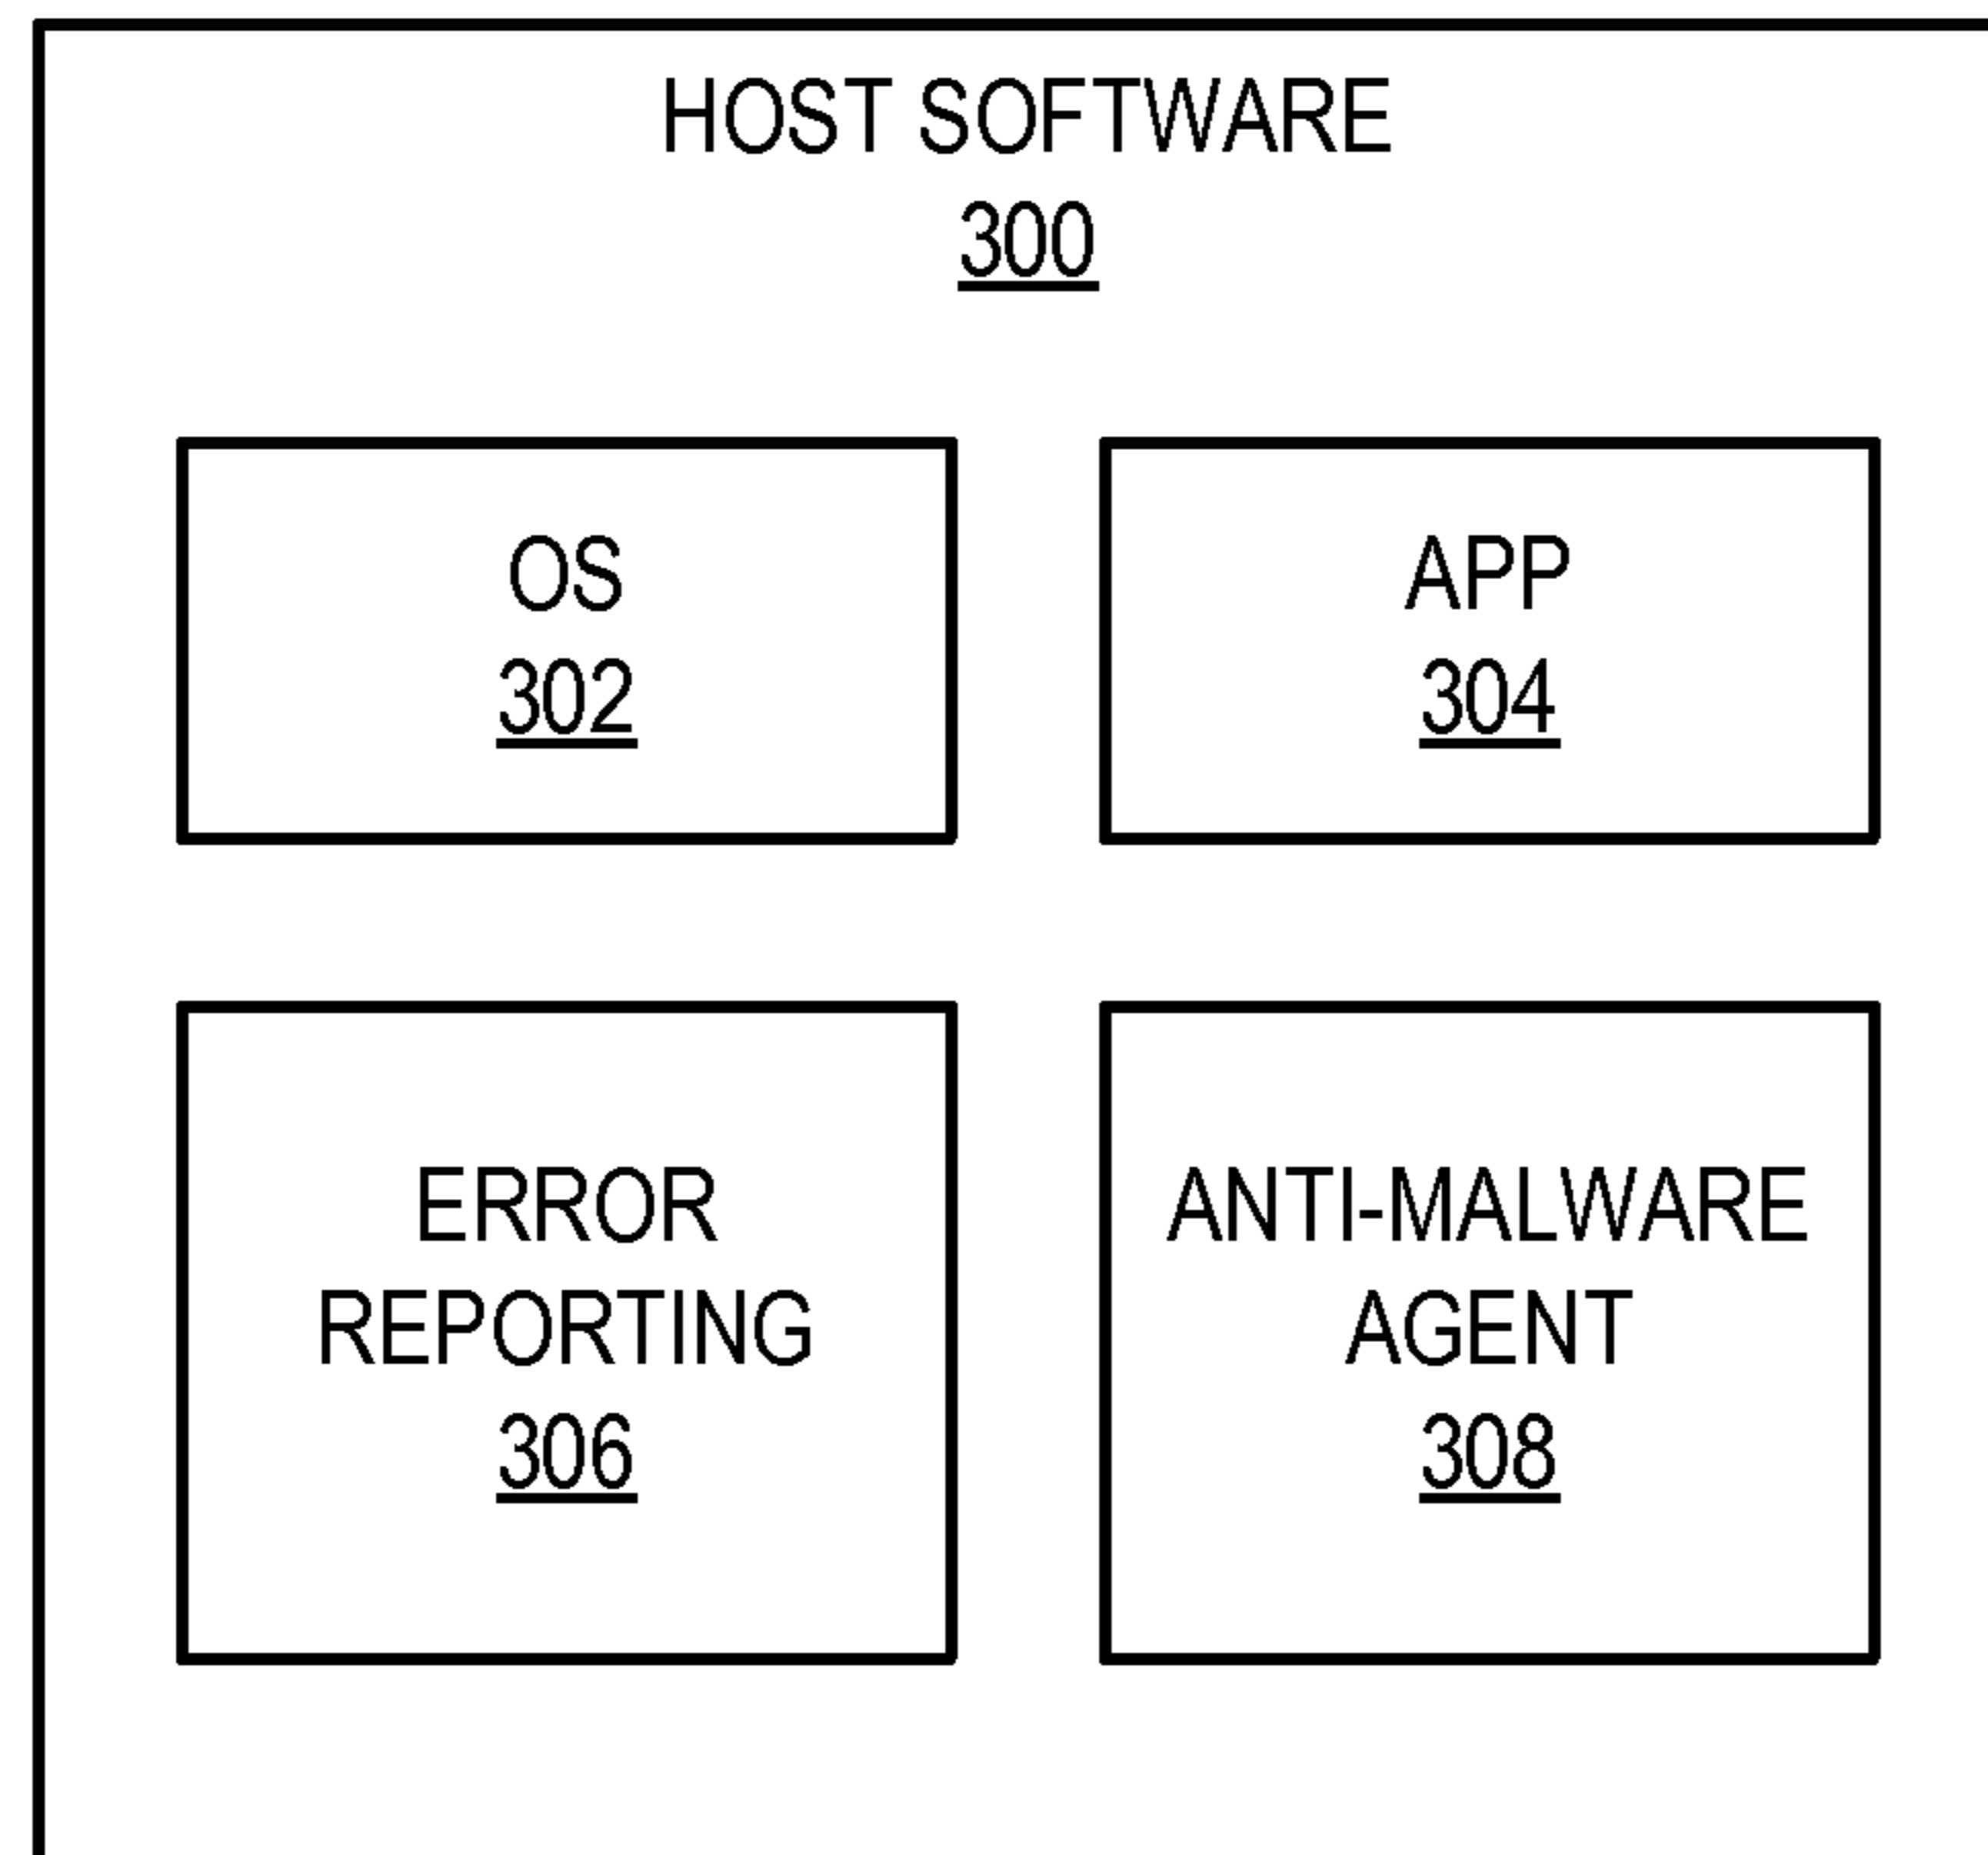 HOST SOFTWARE
300
OS
302
APP
304
ERROR
REPORTING
306
ANTI-MALWARE
AGENT
308